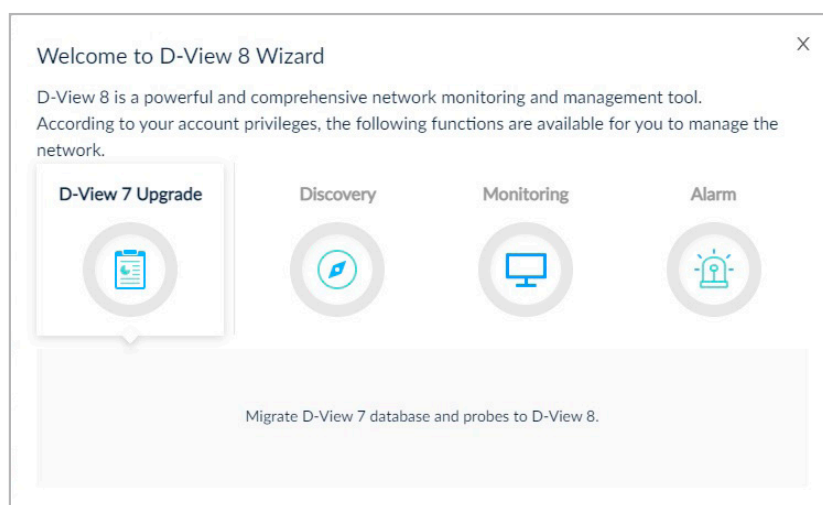 Welcome to D-View 8 Wizard
D-View 8 is a powerful and comprehensive network monitoring and management tool.
According to your account privileges, the following functions are available for you to manage the
network.
D-View 7 Upgrade
Discovery
Monitoring
Alarm
Migrate D-View 7 database and probes to D-View 8.